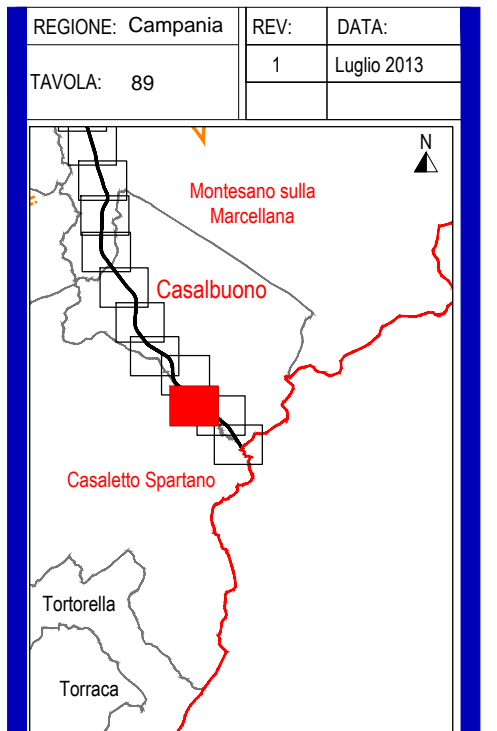 REGIONE: Campania REV: DATA:
TAVOLA: 89 1 Luglio 2013
N
Montesano sulla
Marcellana
Casalbuono
Casaletto Spartano
Tortorella
Torraca